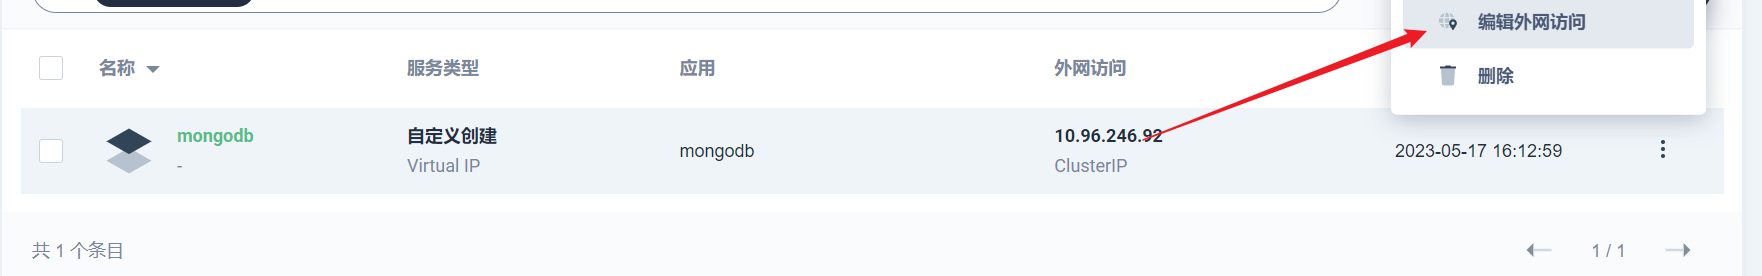 编辑外网访问
删除
名称 服务类型 应用 外网访问
mongodb 自定义创建 mongodb 10.96.246.92 2023-05-17 16:12:59
- Virtual IP ClusterIP
共 1 个条目 1 / 1